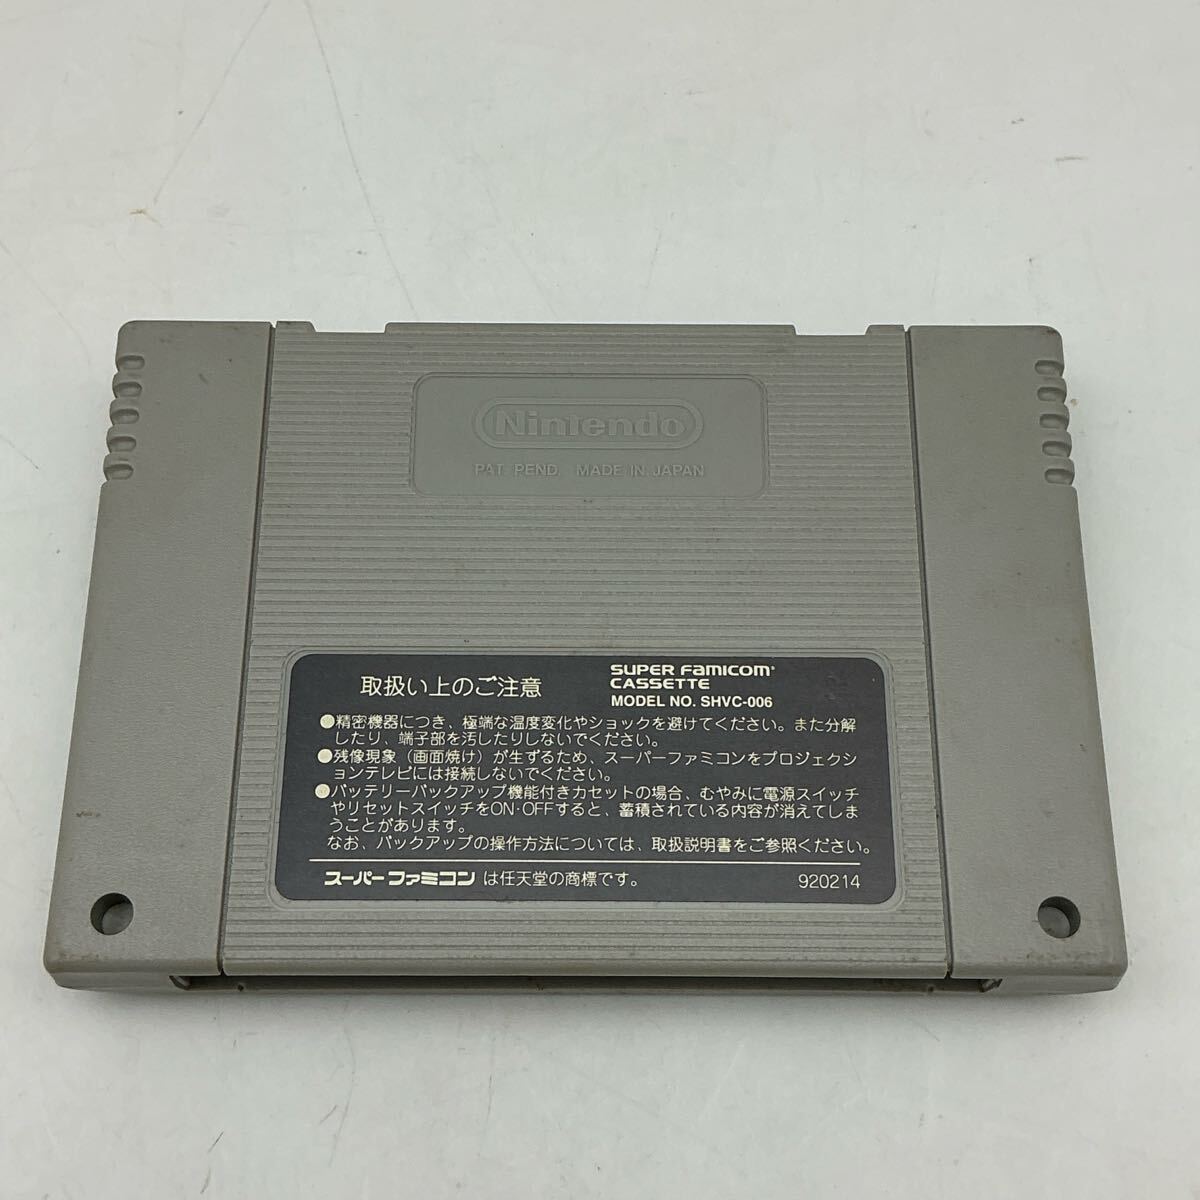 Nintendo
PAT. PEND. MADE IN JAPAN
取扱い上のご注意
SUPER FAMICOM
CASSETTE
MODEL NO. SHVC-006
●精密機器につき、極端な温度変化やショックを避けてください。また分解
したり、端子部を汚したりしないでください。
●残像現象(画面焼け)が生ずるため、スーパーファミコンをプロジェクシ
ョンテレビには接続しないでください。
●バッテリーバックアップ機能付きカセットの場合、むやみに電源スイッチ
やリセットスイッチをON・OFFすると、蓄積されている内容が消えてしま
うことがあります。
なお、バックアップの操作方法については、取扱説明書をご参照ください。
スーパーファミコンは任天堂の商標です。
920214